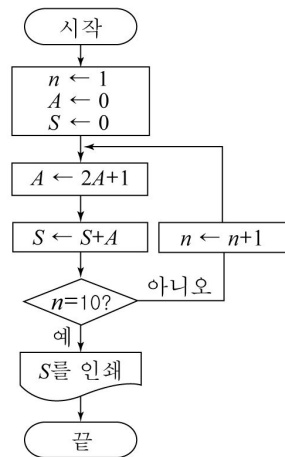 시작
n ← 1
A ← 0
S ← 0
A ← 2A+1
S ← S+A
n ← n+1
아니오
n=10?
예
S를 인쇄
끝